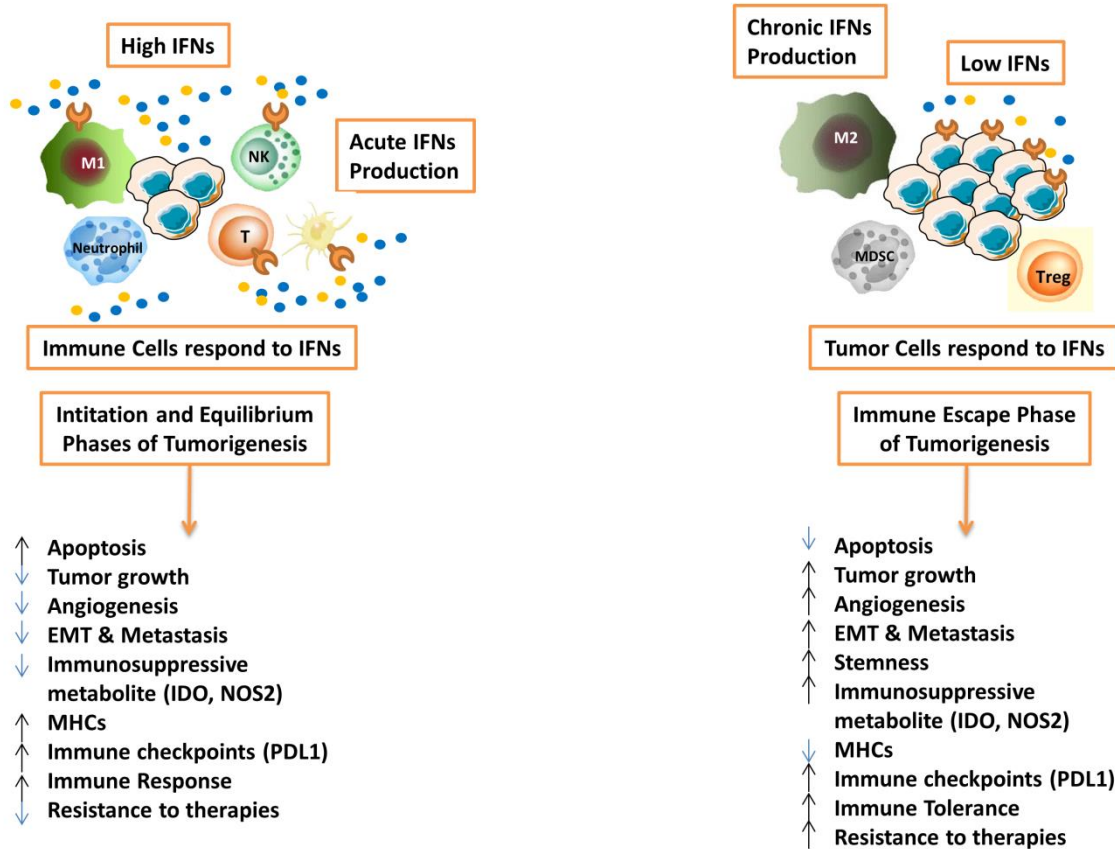 High IFNs
M1
NK
Acute IFNs
Production
Neutrophil
T
Immune Cells respond to IFNs
Intitation and Equilibrium
Phases of Tumorigenesis
Apoptosis
Tumor growth
Angiogenesis
EMT & Metastasis
Immunosuppressive
metabolite (IDO, NOS2)
MHCs
Immune checkpoints (PDL1)
Immune Response
Resistance to therapies
Chronic IFNs
Production
Low IFNs
M2
MDSC
Treg
Tumor Cells respond to IFNs
Immune Escape Phase
of Tumorigenesis
Apoptosis
Tumor growth
Angiogenesis
EMT & Metastasis
Stemness
Immunosuppressive
metabolite (IDO, NOS2)
MHCs
Immune checkpoints (PDL1)
Immune Tolerance
Resistance to therapies